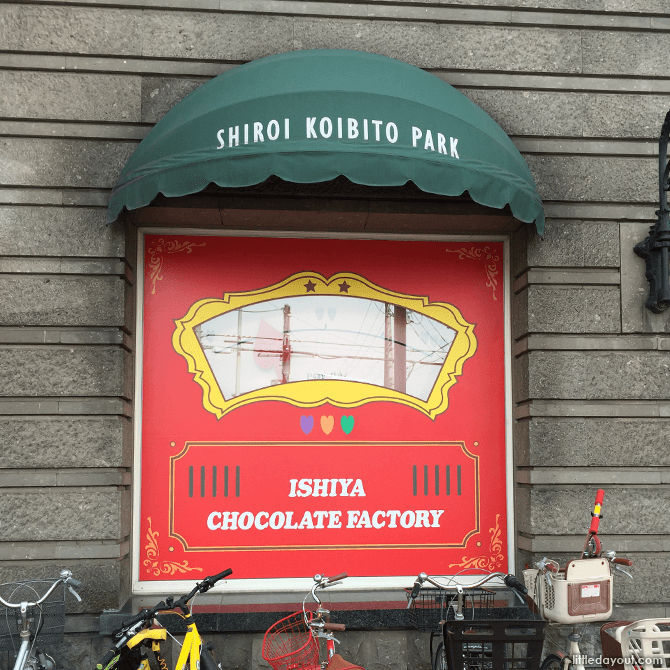 SHIROI KOIBITO PARK
ISHIYA
CHOCOLATE FACTORY
littledayout.com